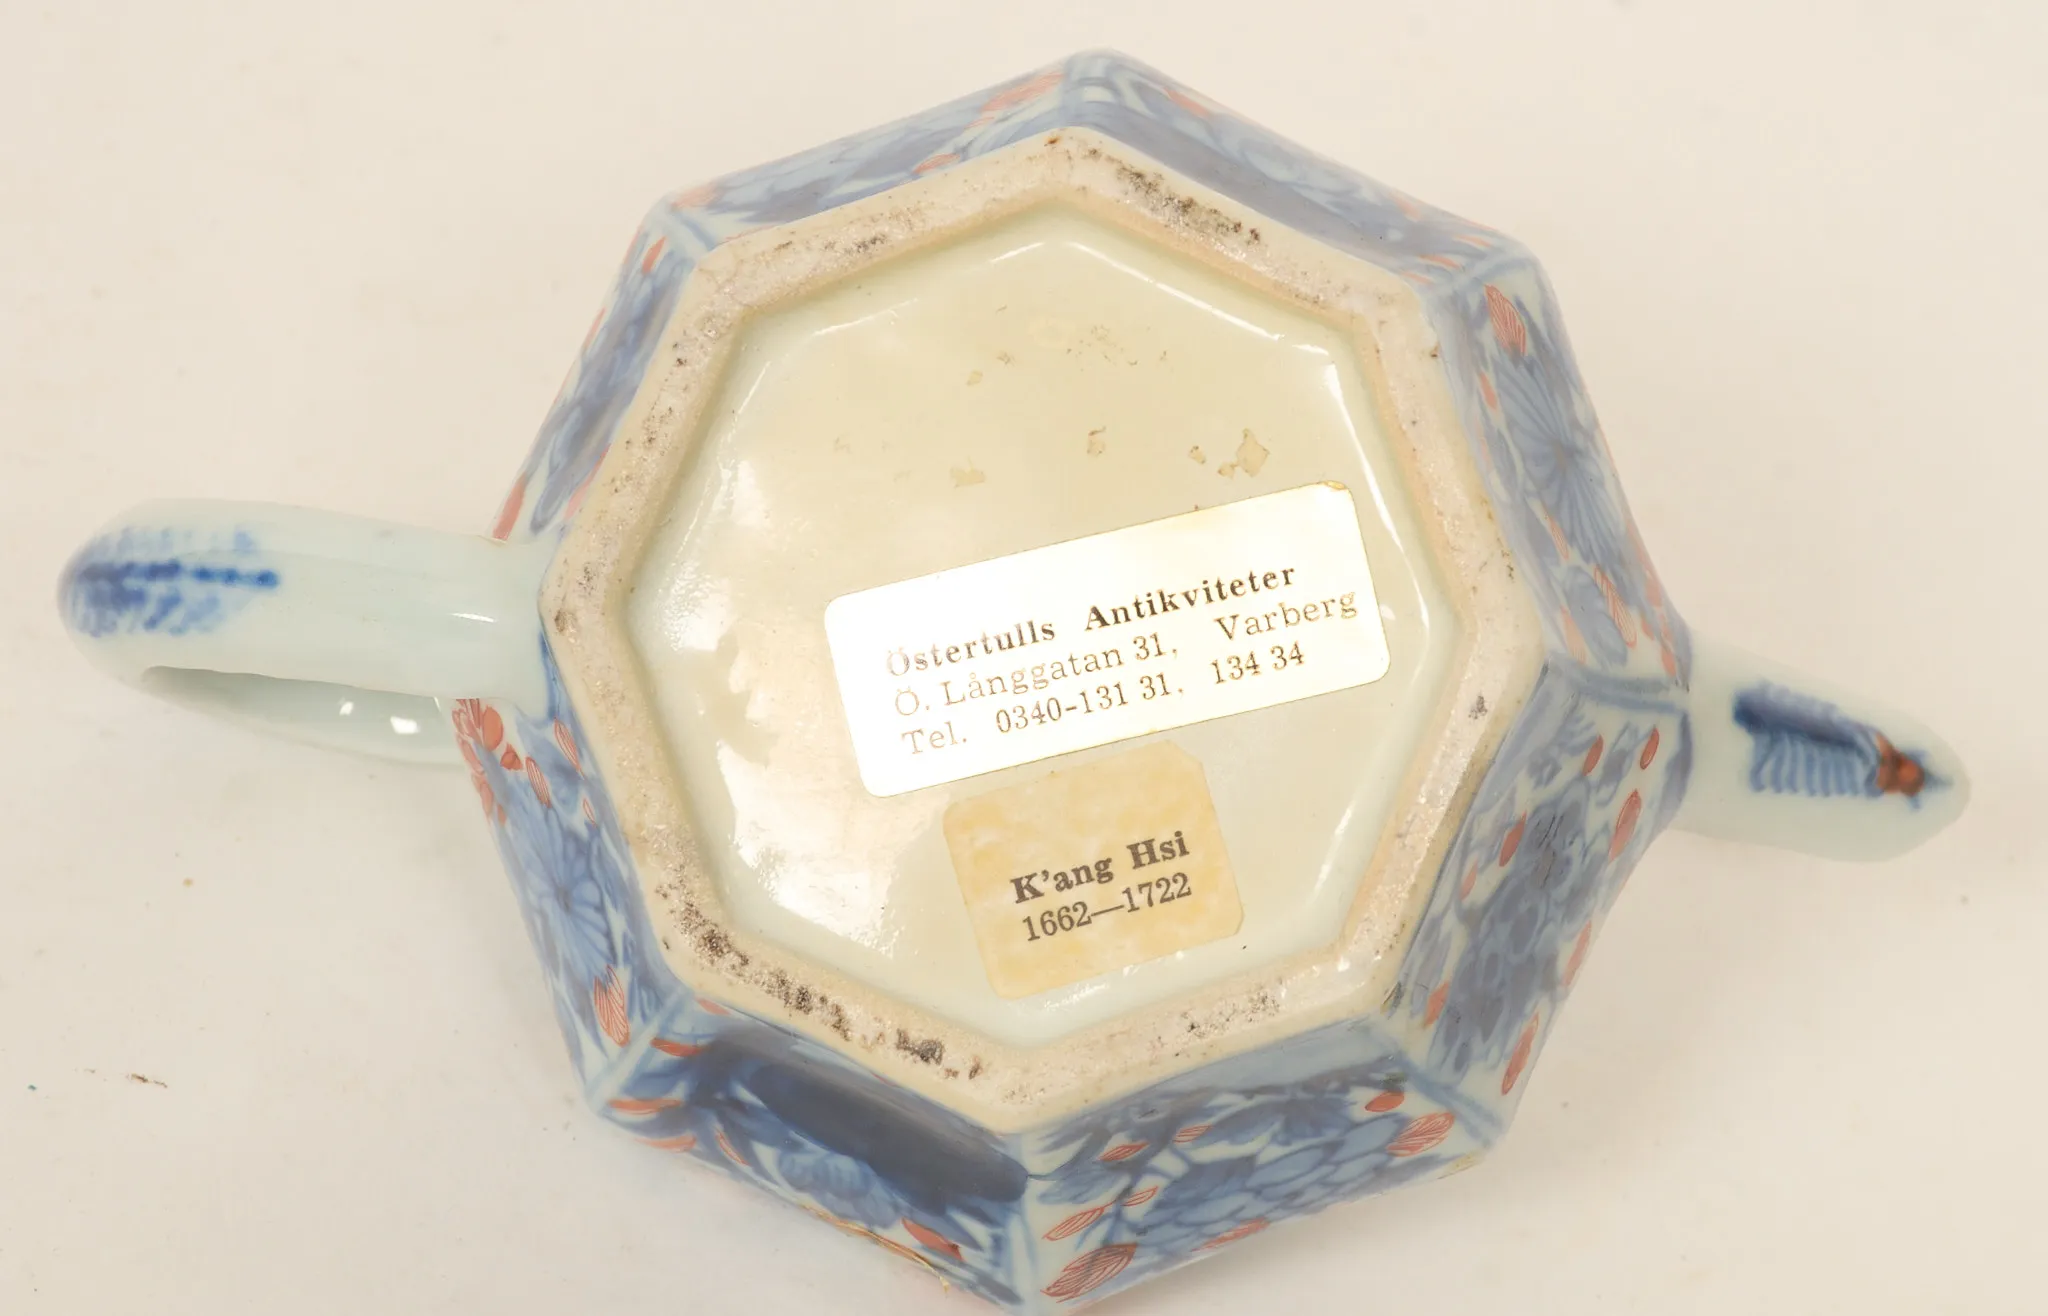 Östertulls Antikviteter
Ö. Långgatan 31, Varberg
Tel. 0340-131 31, 134 34
K'ang Hsi
1662—1722